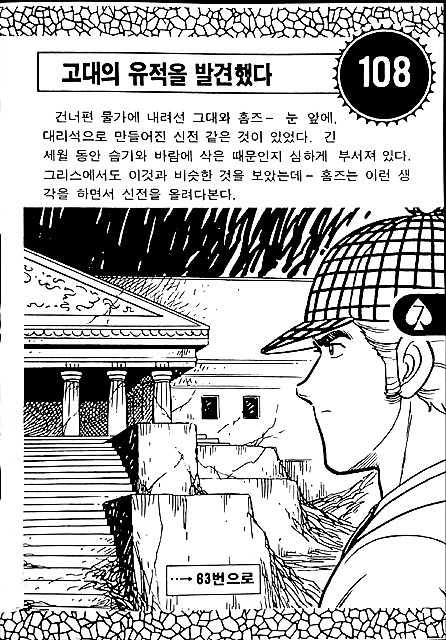 고대의 유적을 발견했다
108
건너편 물가에 내려선 그대와 홈즈- 눈 앞에,
대리석으로 만들어진 신전 같은 것이 있었다. 긴
세월 동안 습기와 바람에 삭은 때문인지 심하게 부서져 있다.
그리스에서도 이것과 비슷한 것을 보았는데- 홈즈는 이런 생
각을 하면서 신전을 올려다본다.
7
····→ 63번으로